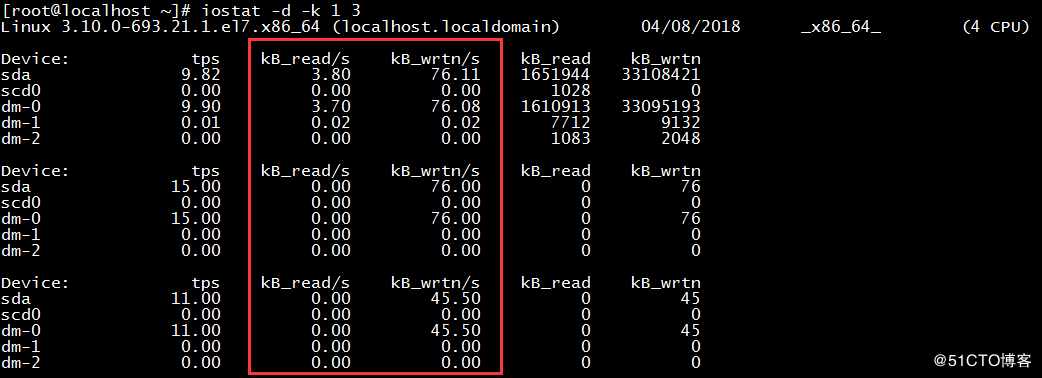 [root@localhost ~]# iostat -d -k 1 3
Linux 3.10.0-693.21.1.el7.x86_64 (localhost.localdomain) 04/08/2018 _x86_64_ (4 CPU)
Device: tps kB_read/s kB_wrtn/s kB_read kB_wrtn
sda 9.82 3.80 76.11 1651944 33108421
scd0 0.00 0.00 0.00 1028 0
dm-0 9.90 3.70 76.08 1610913 33095193
dm-1 0.01 0.02 0.02 7712 9132
dm-2 0.00 0.00 0.00 1083 2048
Device: tps kB_read/s kB_wrtn/s kB_read kB_wrtn
sda 15.00 0.00 76.00 0 76
scd0 0.00 0.00 0.00 0 0
dm-0 15.00 0.00 76.00 0 76
dm-1 0.00 0.00 0.00 0 0
dm-2 0.00 0.00 0.00 0 0
Device: tps kB_read/s kB_wrtn/s kB_read kB_wrtn
sda 11.00 0.00 45.50 0 45
scd0 0.00 0.00 0.00 0 0
dm-0 11.00 0.00 45.50 0 45
dm-1 0.00 0.00 0.00 0 0
dm-2 0.00 0.00 0.00 0 0
@51CTO博客